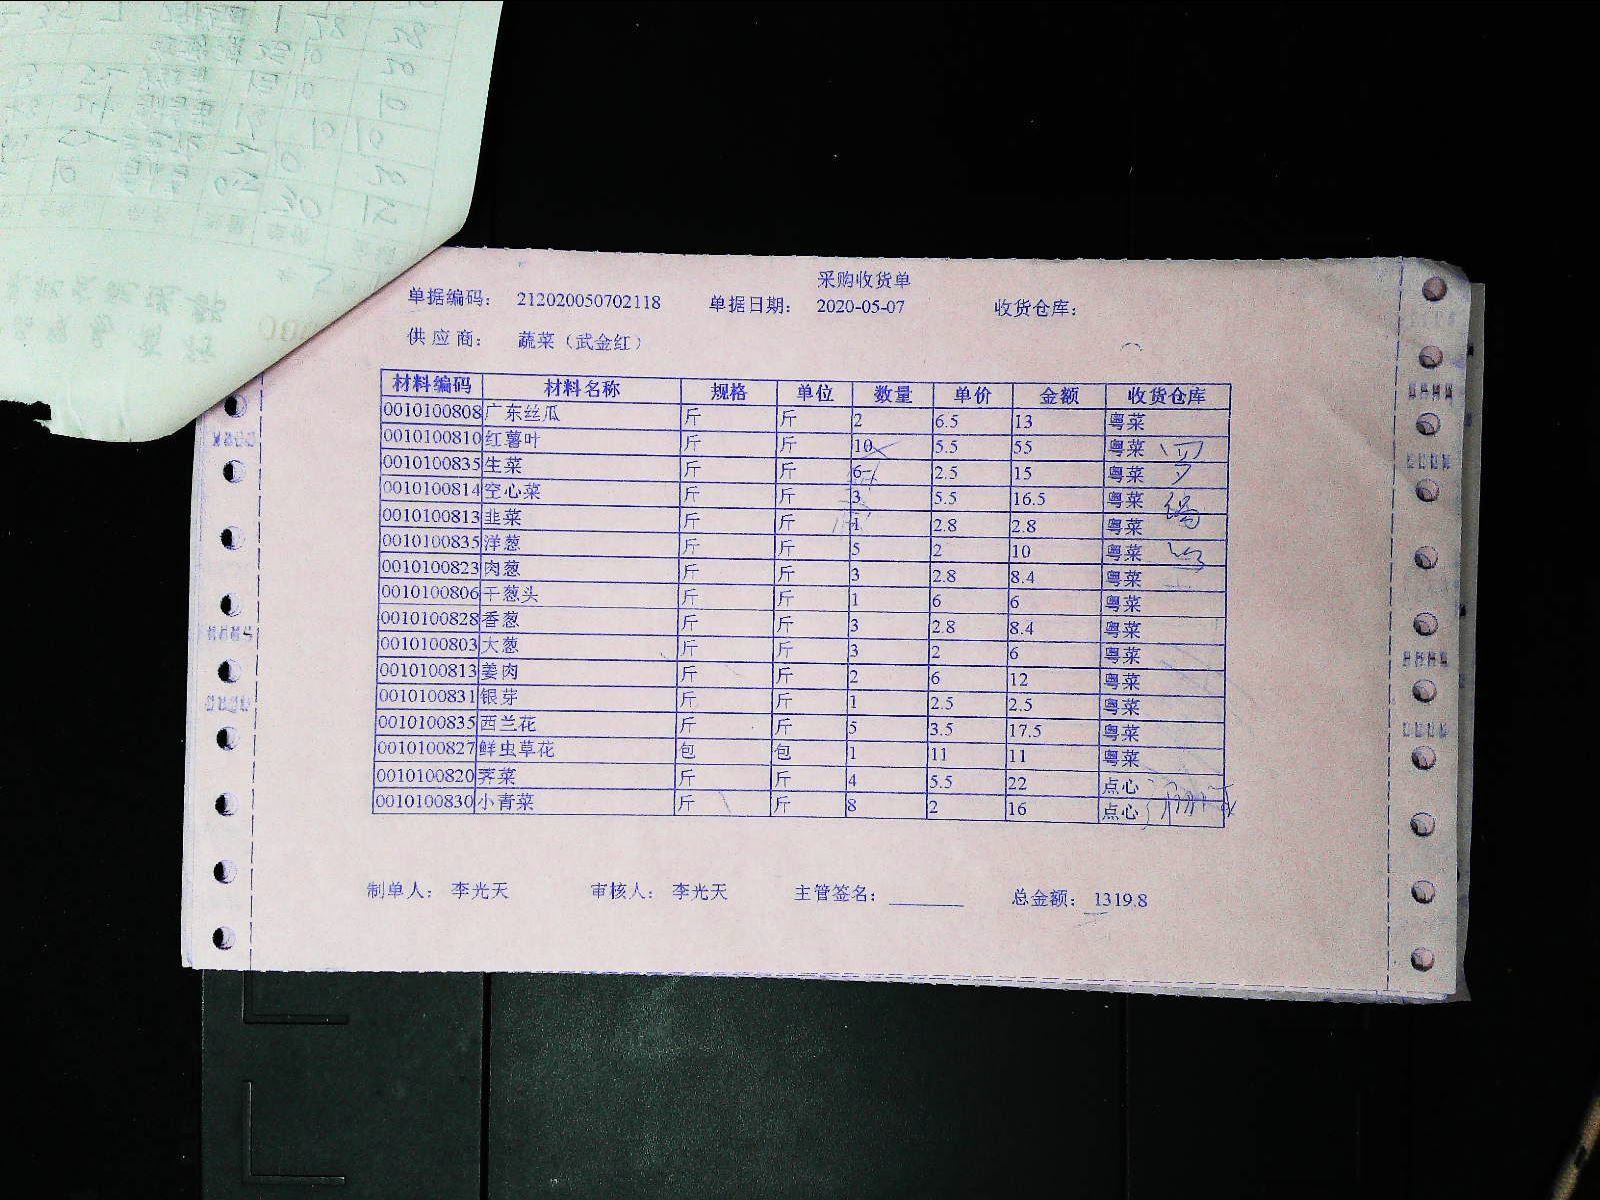 采购收货单
单据编码： 212020050702118 单据日期： 2020-05-07 收货仓库：
供 应 商： 蔬菜（武金红）
材料编码 材料名称 规格 单位 数量 单价 金额 收货仓库
0010100808 广东丝瓜 斤 斤 2 6.5 13 粤菜
0010100810 红薯叶 斤 斤 10 5.5 55 粤菜
0010100835 生菜 斤 斤 6 2.5 15 粤菜
0010100814 空心菜 斤 斤 3 5.5 16.5 粤菜
0010100813 韭菜 斤 斤 1 2.8 2.8 粤菜
0010100835 洋葱 斤 斤 5 2 10 粤菜
0010100823 肉葱 斤 斤 3 2.8 8.4 粤菜
0010100806 干葱头 斤 斤 1 6 6 粤菜
0010100828 香葱 斤 斤 3 2.8 8.4 粤菜
0010100803 大葱 斤 斤 3 2 6 粤菜
0010100813 姜肉 斤 斤 2 6 12 粤菜
0010100831 银芽 斤 斤 1 2.5 2.5 粤菜
0010100835 西兰花 斤 斤 5 3.5 17.5 粤菜
0010100827 鲜虫草花 包 包 1 11 11 粤菜
0010100820 荠菜 斤 斤 4 5.5 22 点心
0010100830 小青菜 斤 斤 8 2 16 点心
制单人： 李光天 审核人： 李光天 主管签名： 总金额： 1319.8